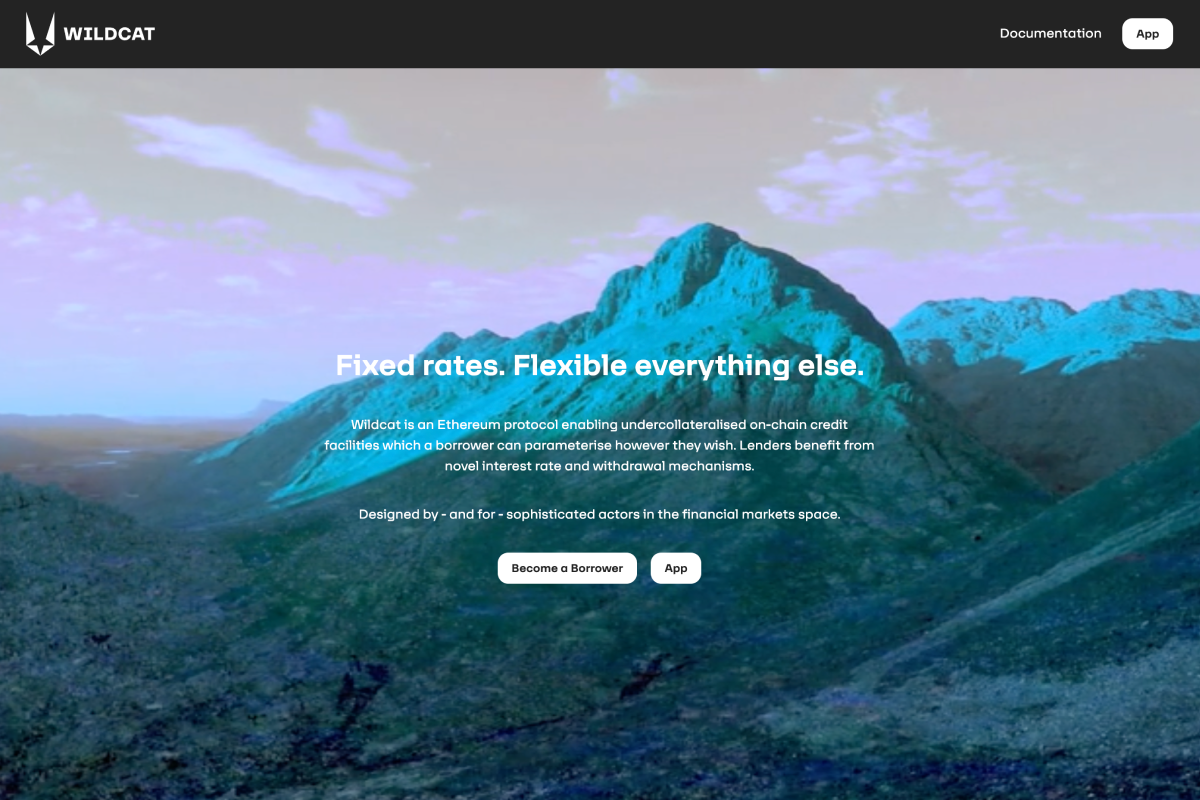 WILDCAT
Documentation
App
Fixed rates. Flexible everything else.
Wildcat is an Ethereum protocol enabling undercollateralised on-chain credit
facilities which a borrower can parameterise however they wish. Lenders benefit from
novel interest rate and withdrawal mechanisms.
Designed by - and for - sophisticated actors in the financial markets space.
Become a Borrower
App